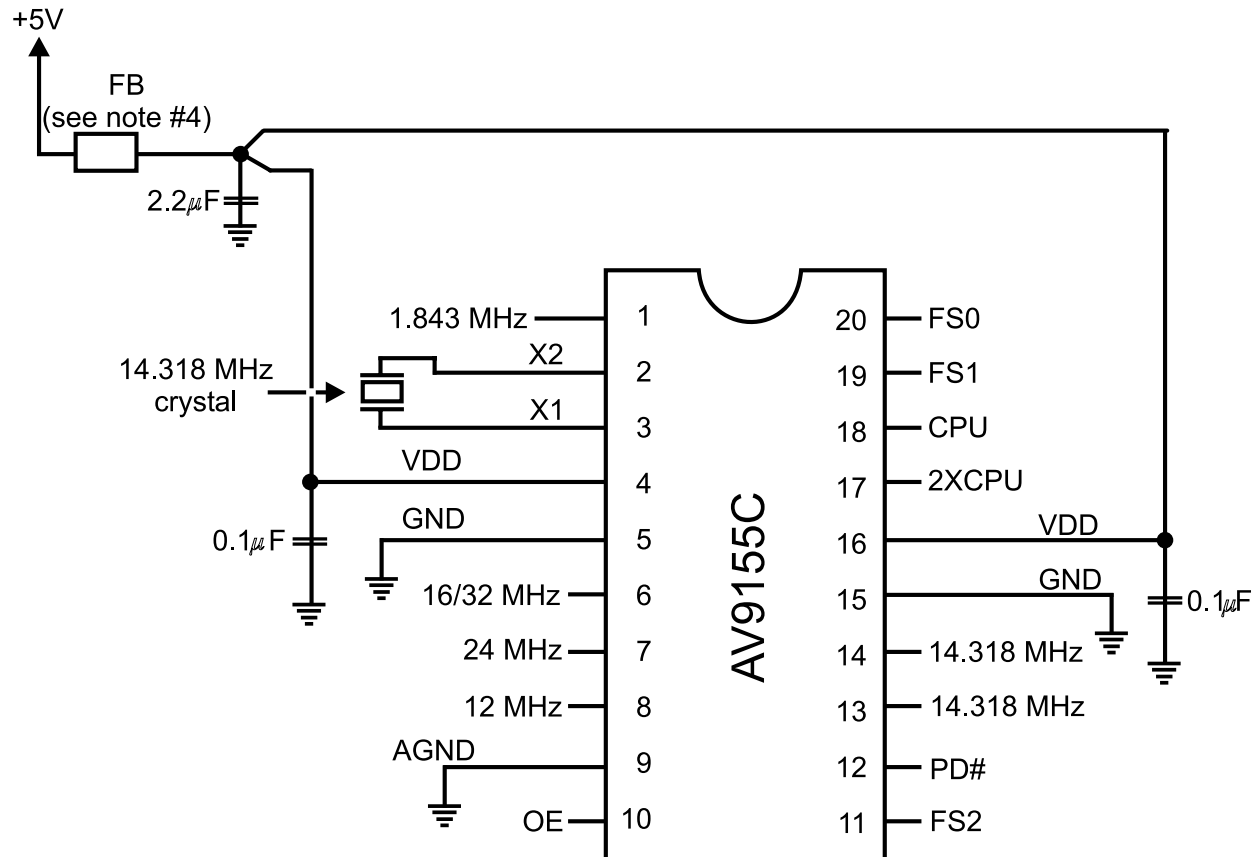 +5V
FB
(see note #4)
2.2µF
1.843 MHz
1
20
FS0
14.318 MHz
crystal
X2
2
19
FS1
X1
3
18
CPU
VDD
4
17
2XCPU
0.1µF
GND
5
16
VDD
16/32 MHz
6
15
GND
0.1µF
24 MHz
7
14
14.318 MHz
12 MHz
8
13
14.318 MHz
AGND
9
12
PD#
OE
10
11
FS2
AV9155C